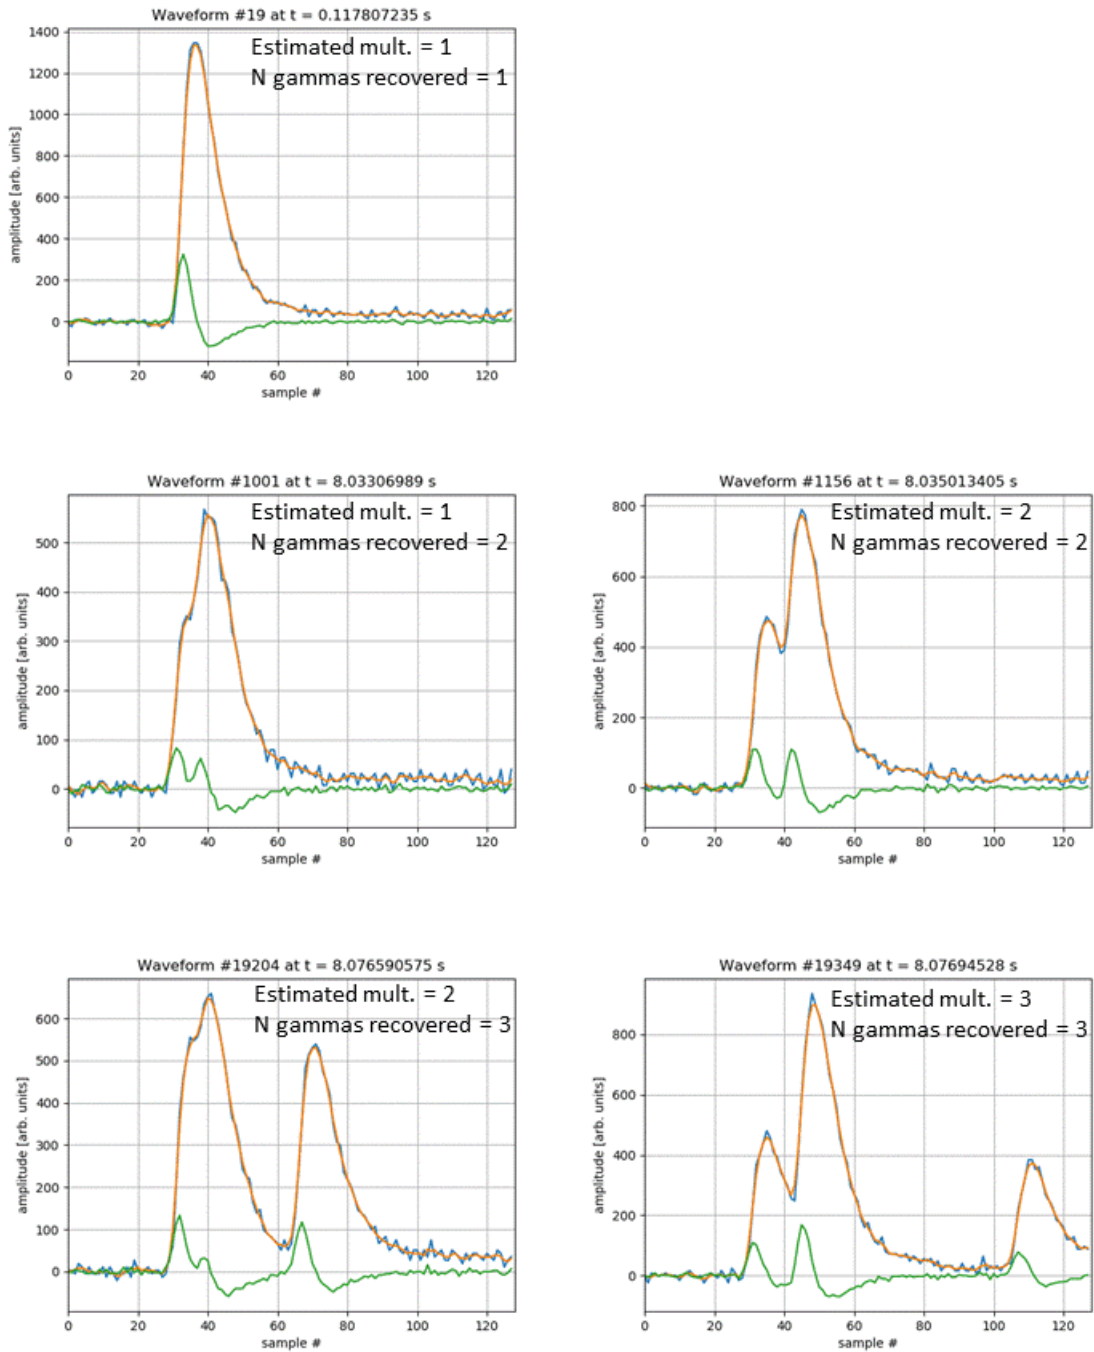 Waveform #19 at t = 0.117807235 s
Estimated mult. = 1
N gammas recovered = 1
amplitude [arb. units]
1400
1200
1000
800
600
400
200
0
0 20 40 60 80 100 120
sample #
Waveform #1001 at t = 8.03306989 s
Estimated mult. = 1
N gammas recovered = 2
amplitude [arb. units]
500
400
300
200
100
0
0 20 40 60 80 100 120
sample #
Waveform #1156 at t = 8.035013405 s
Estimated mult. = 2
N gammas recovered = 2
amplitude [arb. units]
800
600
400
200
0
0 20 40 60 80 100 120
sample #
Waveform #19204 at t = 8.076590575 s
Estimated mult. = 2
N gammas recovered = 3
amplitude [arb. units]
600
500
400
300
200
100
0
0 20 40 60 80 100 120
sample #
Waveform #19349 at t = 8.07694528 s
Estimated mult. = 3
N gammas recovered = 3
amplitude [arb. units]
800
600
400
200
0
0 20 40 60 80 100 120
sample #